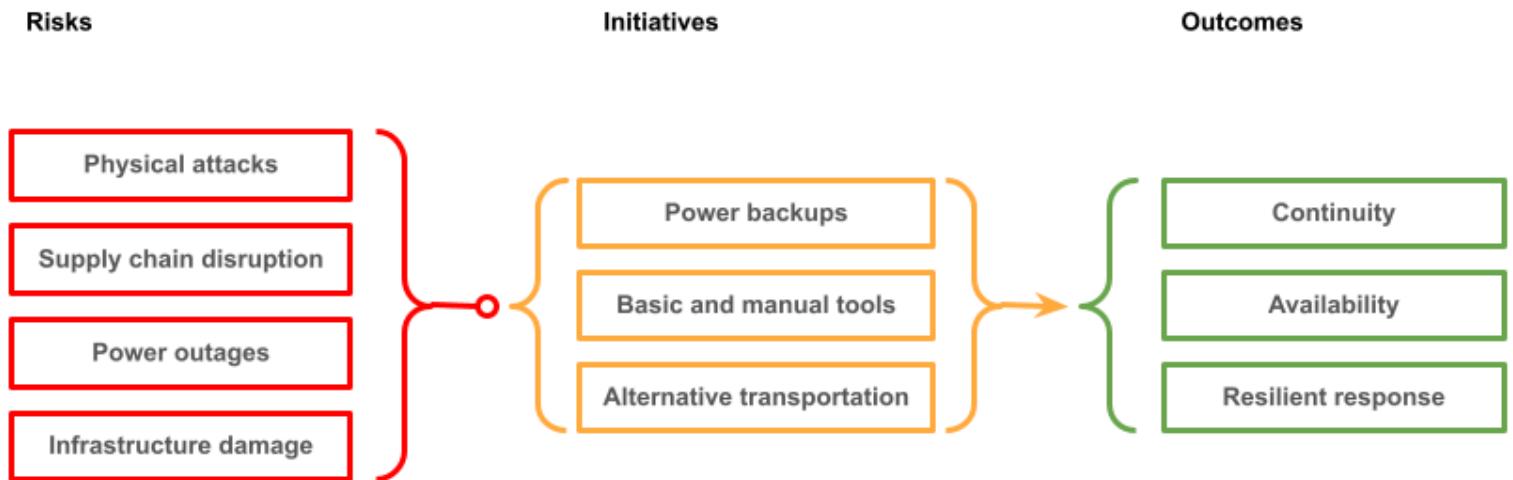 Risks
Initiatives
Outcomes
Physical attacks
Supply chain disruption
Power outages
Infrastructure damage
Power backups
Basic and manual tools
Alternative transportation
Continuity
Availability
Resilient response